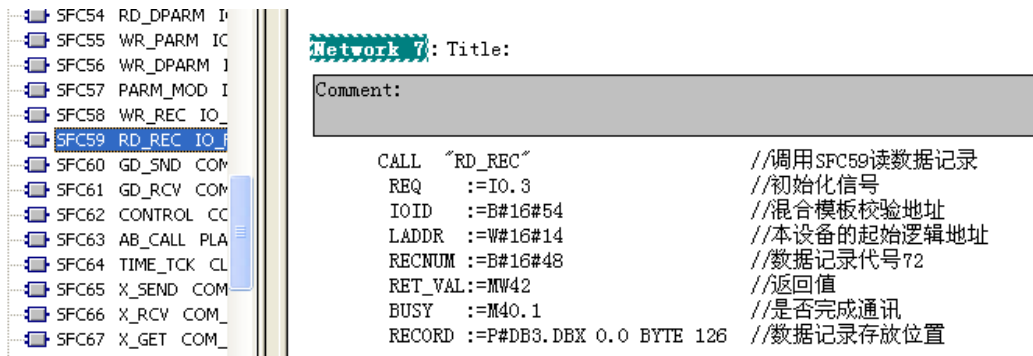 SFC54 RD_DPARM I
SFC55 WR_PARM IO
SFC56 WR_DPARM I
SFC57 PARM_MOD I
SFC58 WR_REC IO_
SFC59 RD_REC IO_
SFC60 GD_SND COM
SFC61 GD_RCV COM
SFC62 CONTROL CO
SFC63 AB_CALL PLA
SFC64 TIME_TCK CL
SFC65 X_SEND COM
SFC66 X_RCV COM_
SFC67 X_GET COM_
Network 7: Title:
Comment:
CALL "RD_REC" //调用SFC59读数据记录
REQ :=I0.3 //初始化信号
IOID :=B#16#54 //混合模板校验地址
LADDR :=W#16#14 //本设备的起始逻辑地址
RECNUM :=B#16#48 //数据记录代号72
RET_VAL:=MW42 //返回值
BUSY :=M40.1 //是否完成通讯
RECORD :=P#DB3.DBX 0.0 BYTE 126 //数据记录存放位置